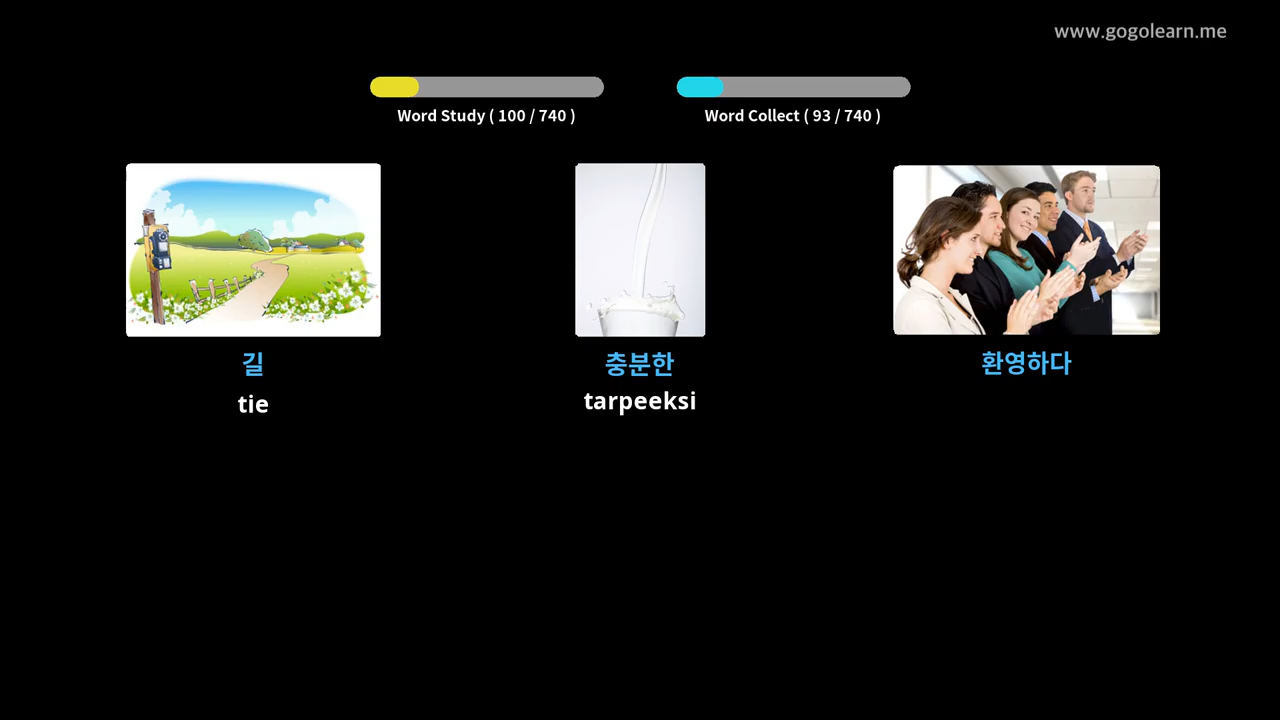 www.gogolearn.me
Word Study ( 100 / 740 )
Word Collect ( 93 / 740 )
길
tie
충분한
tarpeeksi
환영하다